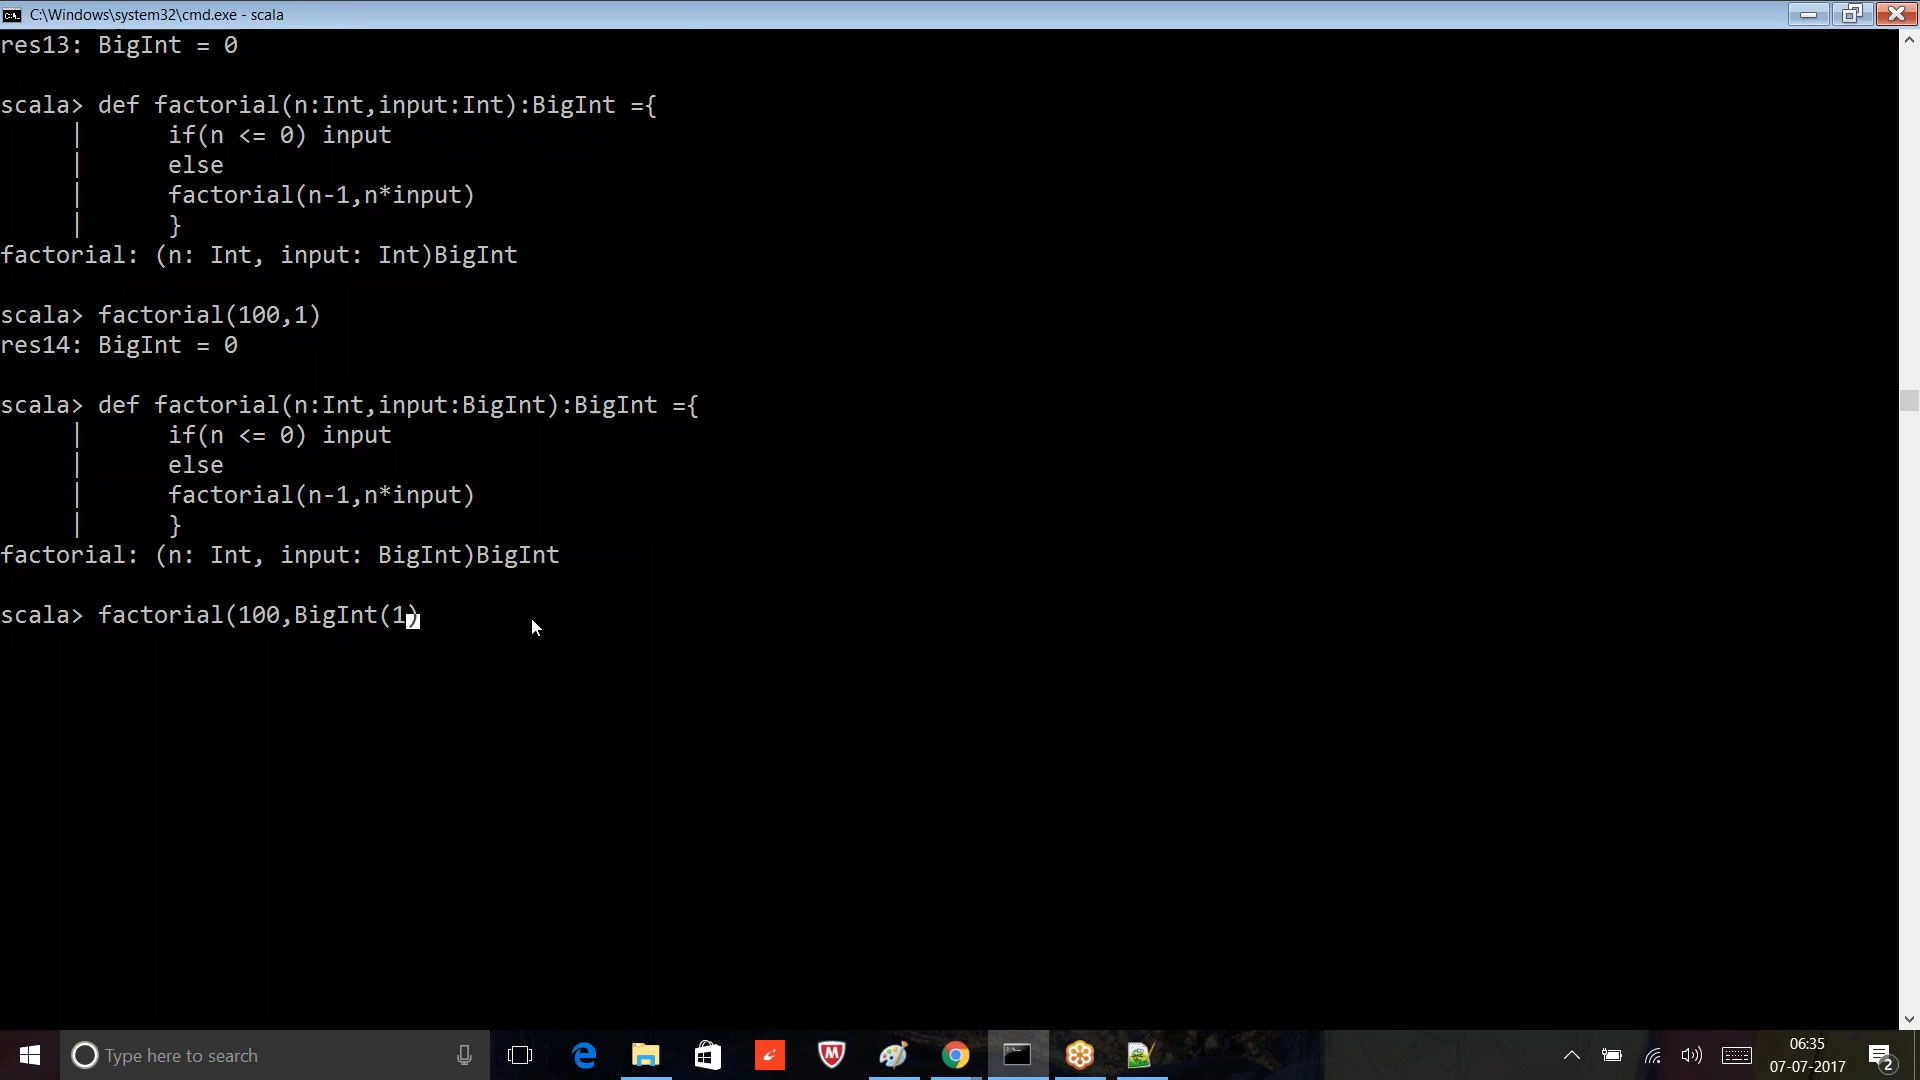 C:\Windows\system32\cmd.exe - scala
res13: BigInt = 0
scala> def factorial(n:Int,input:Int):BigInt ={
     |      if(n <= 0) input
     |      else
     |      factorial(n-1,n*input)
     |      }
factorial: (n: Int, input: Int)BigInt
scala> factorial(100,1)
res14: BigInt = 0
scala> def factorial(n:Int,input:BigInt):BigInt ={
     |      if(n <= 0) input
     |      else
     |      factorial(n-1,n*input)
     |      }
factorial: (n: Int, input: BigInt)BigInt
scala> factorial(100,BigInt(1)
Type here to search
06:35
07-07-2017
2